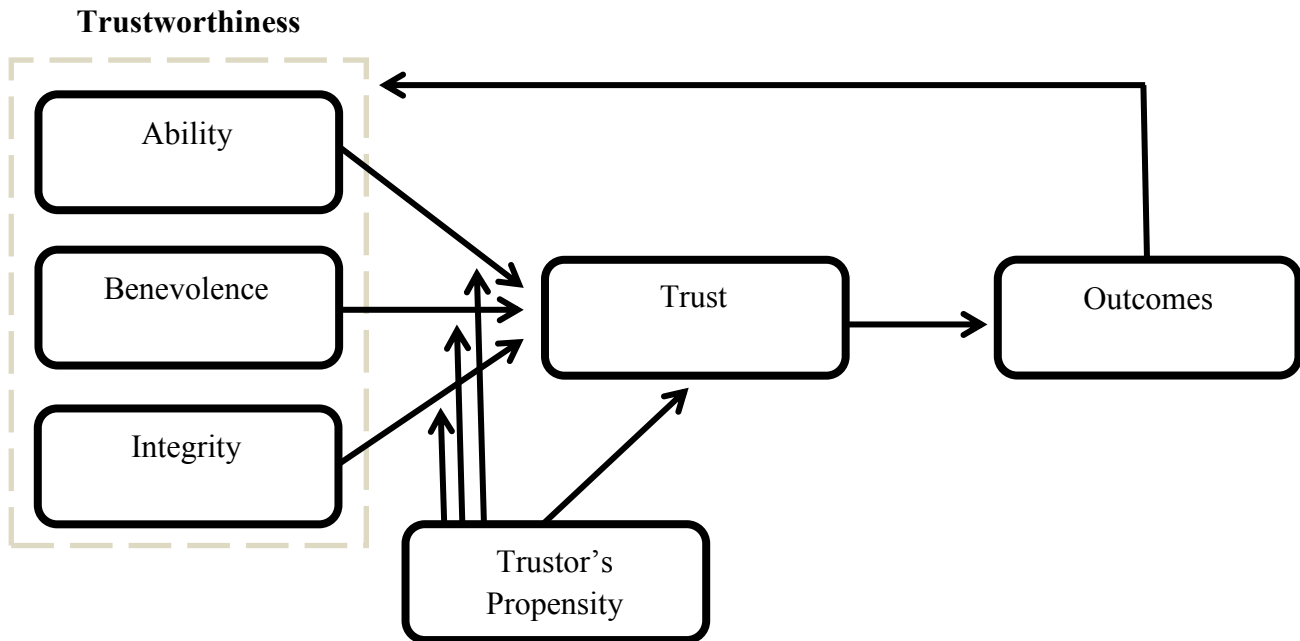 Trustworthiness
Ability
Benevolence
Trust
Outcomes
Integrity
Trustor’s
Propensity